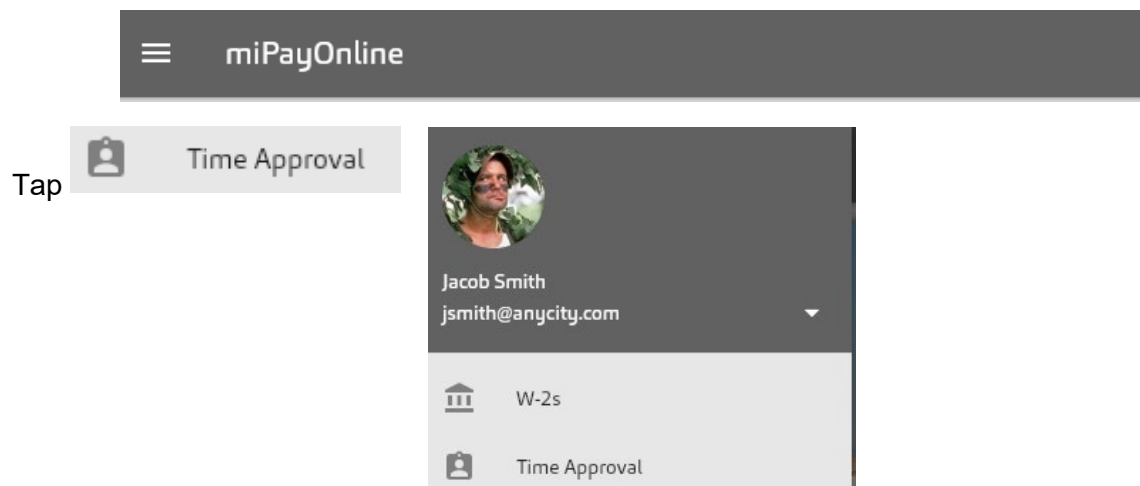 miPayOnline
Tap Time Approval
Jacob Smith
jsmith@anycity.com
W-2s
Time Approval